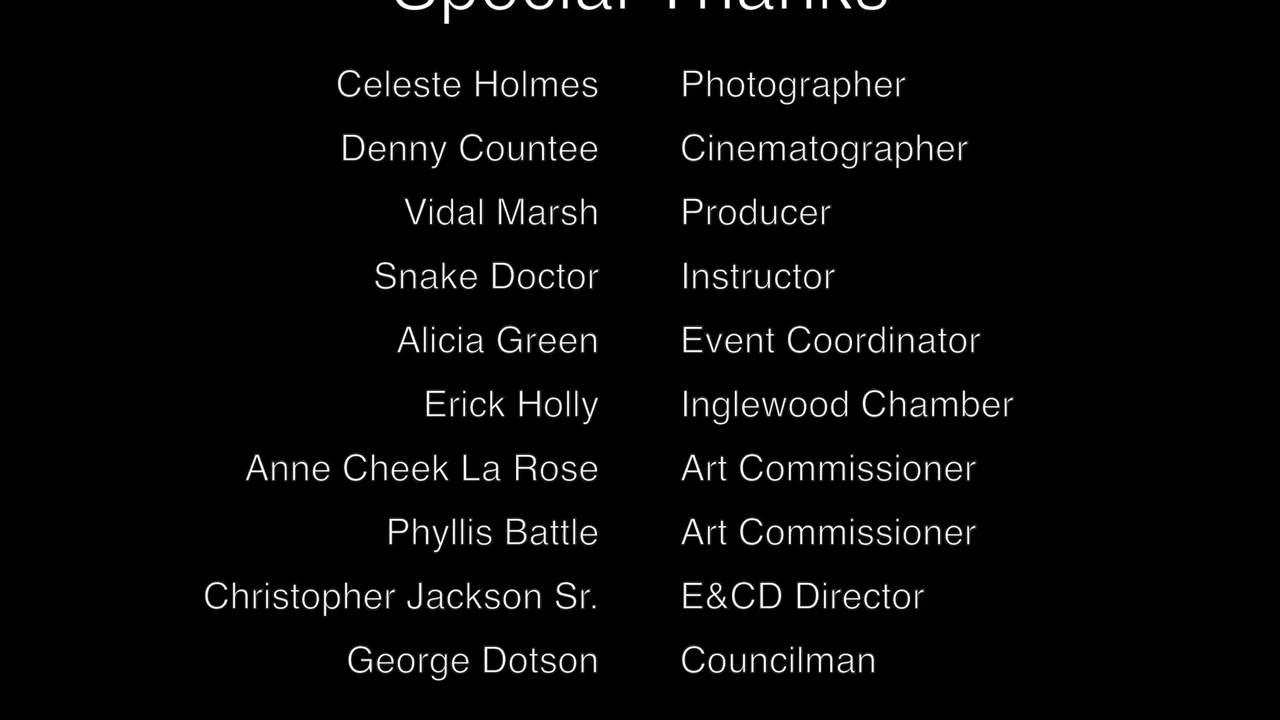 Special Thanks
Celeste Holmes Photographer
Denny Countee Cinematographer
Vidal Marsh Producer
Snake Doctor Instructor
Alicia Green Event Coordinator
Erick Holly Inglewood Chamber
Anne Cheek La Rose Art Commissioner
Phyllis Battle Art Commissioner
Christopher Jackson Sr. E&CD Director
George Dotson Councilman